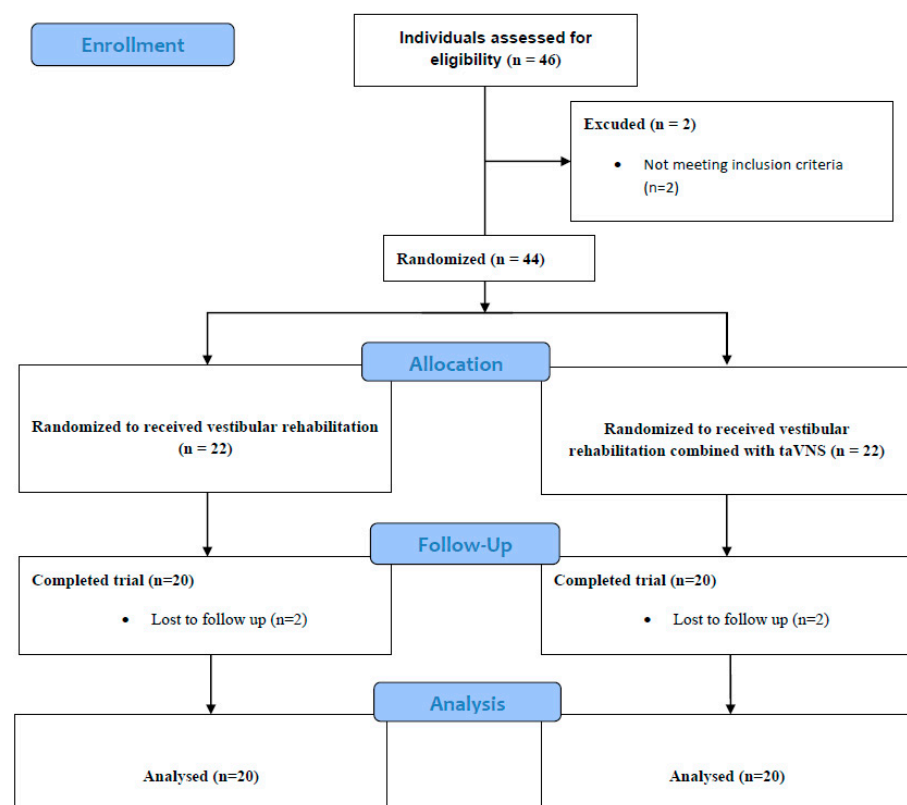 Enrollment
Individuals assessed for
eligibility (n = 46)
Excuded (n = 2)
• Not meeting inclusion criteria
(n=2)
Randomized (n = 44)
Allocation
Randomized to received vestibular rehabilitation
(n = 22)
Randomized to received vestibular
rehabilitation combined with taVNS (n = 22)
Follow-Up
Completed trial (n=20)
• Lost to follow up (n=2)
Completed trial (n=20)
• Lost to follow up (n=2)
Analysis
Analysed (n=20)
Analysed (n=20)